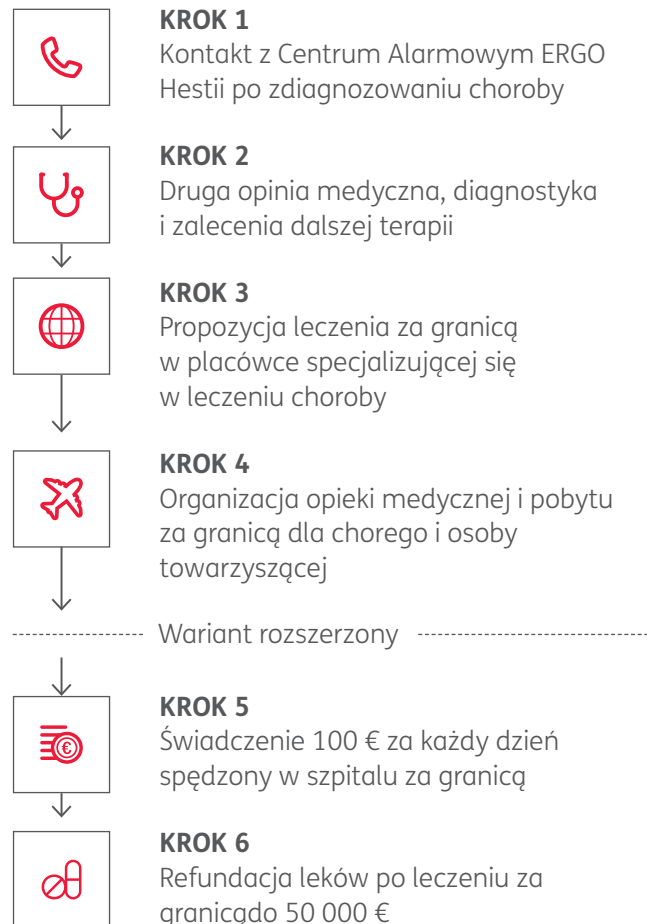 KROK 1
Kontakt z Centrum Alarmowym ERGO
Hestii po zdiagnozowaniu choroby
KROK 2
Druga opinia medyczna, diagnostyka
i zalecenia dalszej terapii
KROK 3
Propozycja leczenia za granicą
w placówce specjalizującej się
w leczeniu choroby
KROK 4
Organizacja opieki medycznej i pobytu
za granicą dla chorego i osoby
towarzyszącej
Wariant rozszerzony
KROK 5
Świadczenie 100 € za każdy dzień
spędzony w szpitalu za granicą
€
KROK 6
Refundacja leków po leczeniu za
granicądo 50 000 €